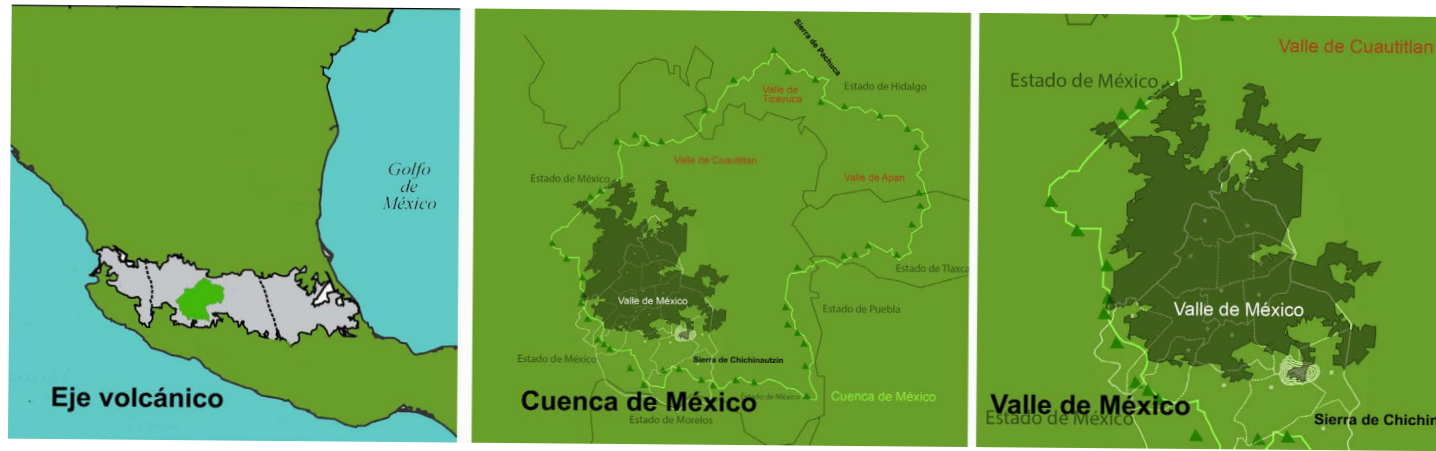 Golfo
de
México
Eje volcánico
Sierra de Pachuca
Estado de Hidalgo
Valle de
Tizayuca
Valle de Cuautitlan
Estado de México
Valle de Apan
Estado de Tlaxca
Valle de México
Estado de Puebla
Estado de México
Sierra de Chichinautzin
Estado de México
Cuenca de México
Cuenca de México
Estado de Morelos
Valle de Cuautitlan
Estado de México
Valle de México
Valle de México
Estado de México
Sierra de Chichin